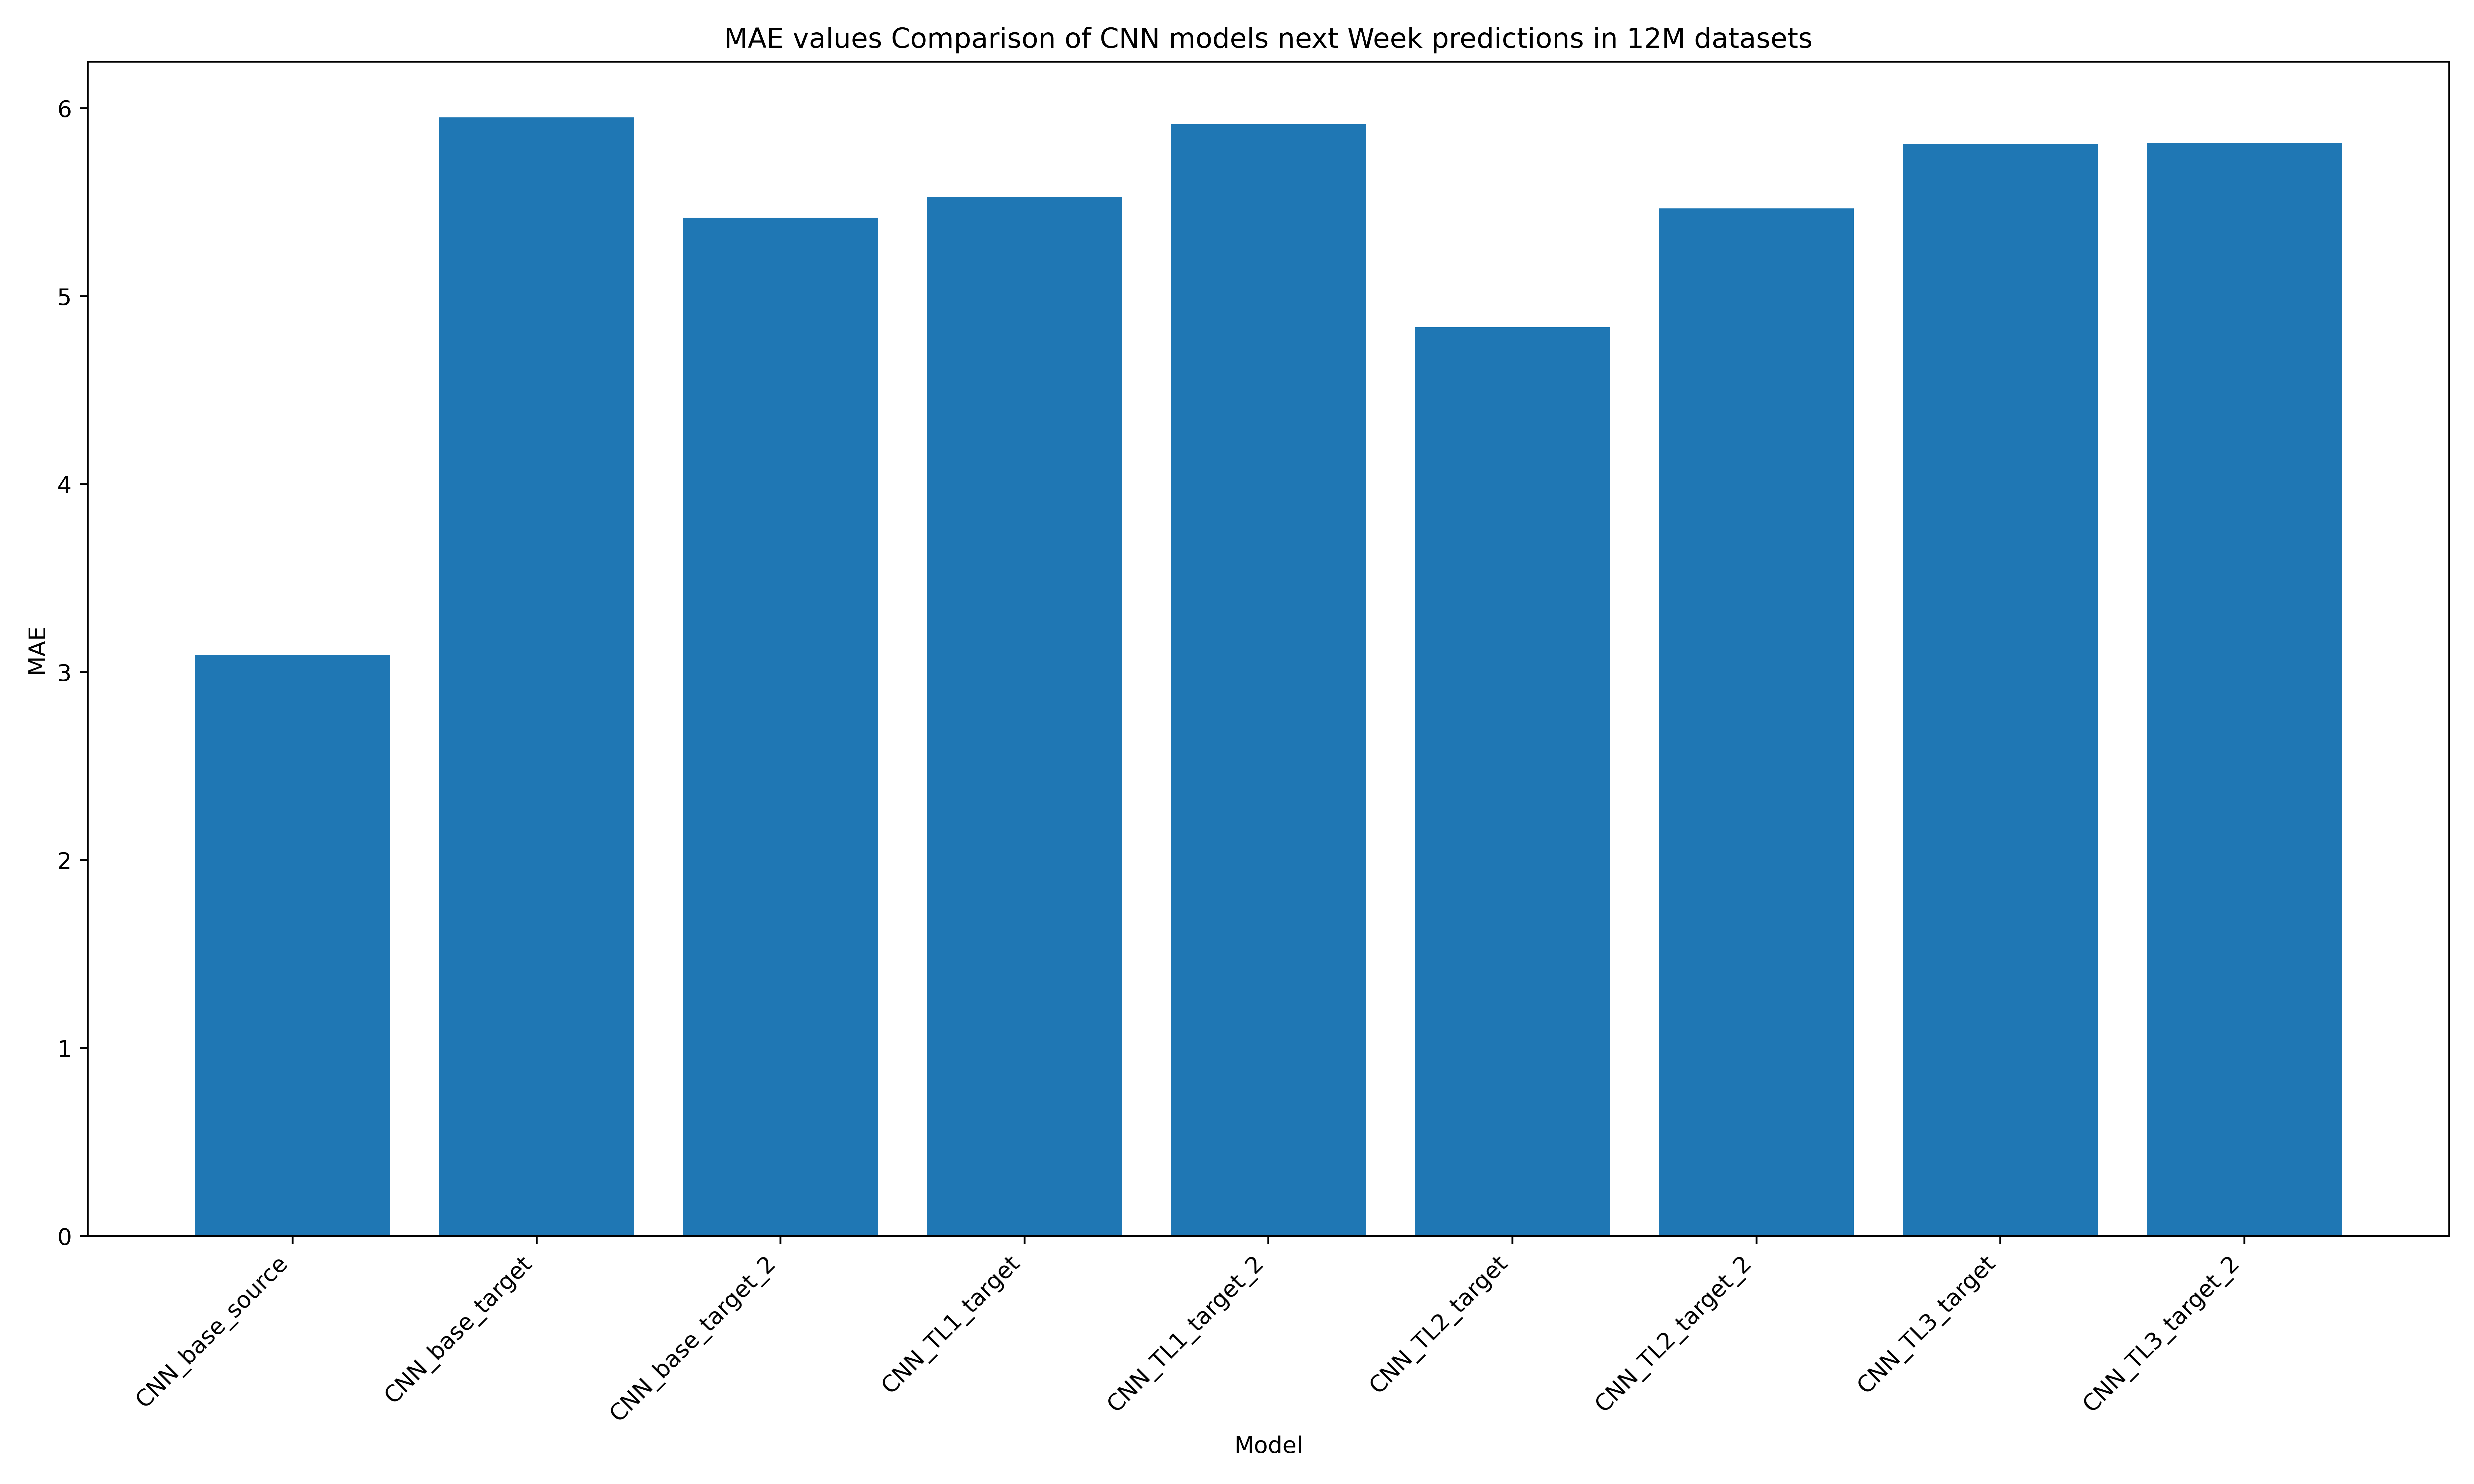 MAE values Comparison of CNN models next Week predictions in 12M datasets
MAE
6
5
4
3
2
1
0
CNN_base_source
CNN_base_target
CNN_base_target_2
CNN_TL1_target
CNN_TL1_target_2
CNN_TL2_target
CNN_TL2_target_2
CNN_TL3_target
CNN_TL3_target_2
Model